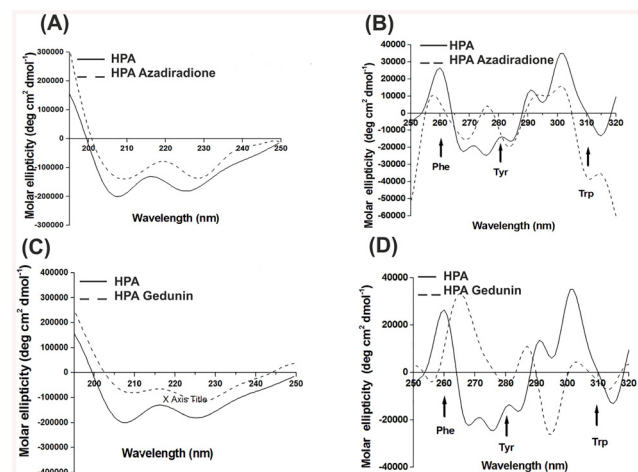 (A)
HPA
HPA Azadiradione
Molar ellipticity (deg cm² dmol⁻¹)
300000
200000
100000
0
-100000
-200000
-300000
-400000
200
210
220
230
240
250
Wavelength (nm)
(B)
HPA
HPA Azadiradione
Molar ellipticity (deg cm² dmol⁻¹)
40000
30000
20000
10000
0
-10000
-20000
-30000
-40000
-50000
-60000
250
260
270
280
290
300
310
320
Phe
Tyr
Trp
Wavelength (nm)
(C)
HPA
HPA Gedunin
Molar ellipticity (deg cm² dmol⁻¹)
400000
300000
200000
100000
0
-100000
-200000
-300000
-400000
-500000
200
210
220
230
240
250
X Axis Title
Wavelength (nm)
(D)
HPA
HPA Gedunin
Molar ellipticity (deg cm² dmol⁻¹)
40000
20000
0
-20000
-40000
250
260
270
280
290
300
310
320
Phe
Tyr
Trp
Wavelength (nm)